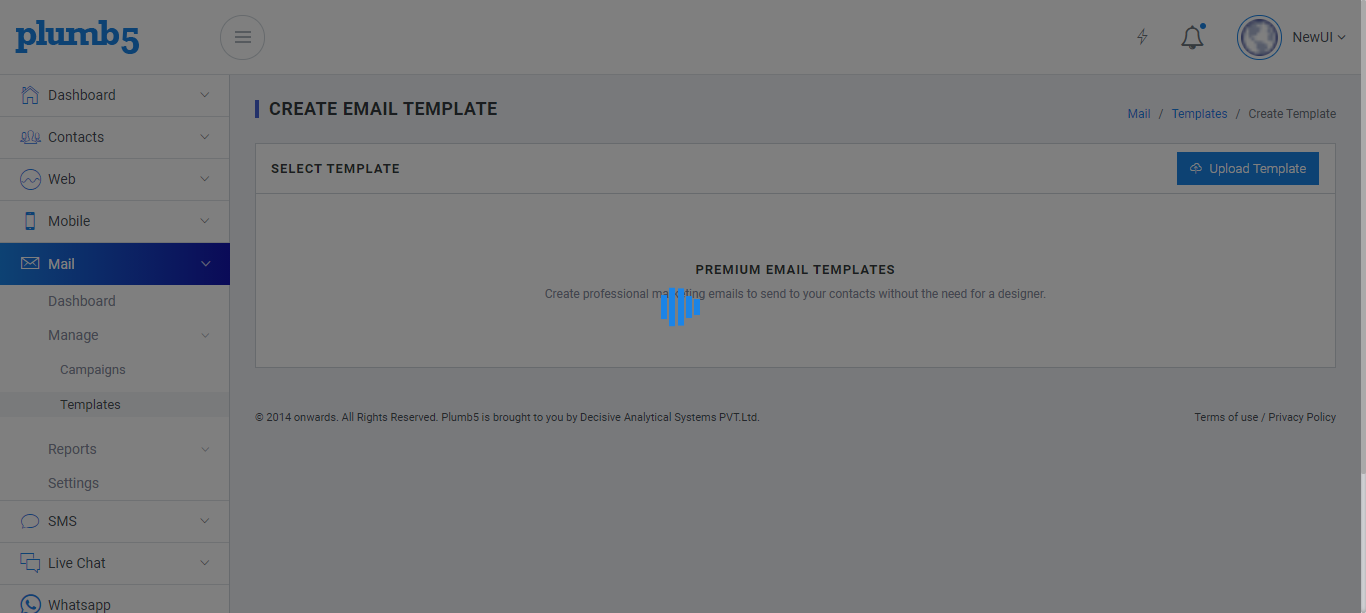 plumb5
NewUI
Dashboard
Contacts
Web
Mobile
Mail
Dashboard
Manage
Campaigns
Templates
Reports
Settings
SMS
Live Chat
Whatsapp
CREATE EMAIL TEMPLATE
Mail / Templates / Create Template
SELECT TEMPLATE
Upload Template
PREMIUM EMAIL TEMPLATES
Create professional marketing emails to send to your contacts without the need for a designer.
© 2014 onwards. All Rights Reserved. Plumb5 is brought to you by Decisive Analytical Systems PVT.Ltd.
Terms of use / Privacy Policy